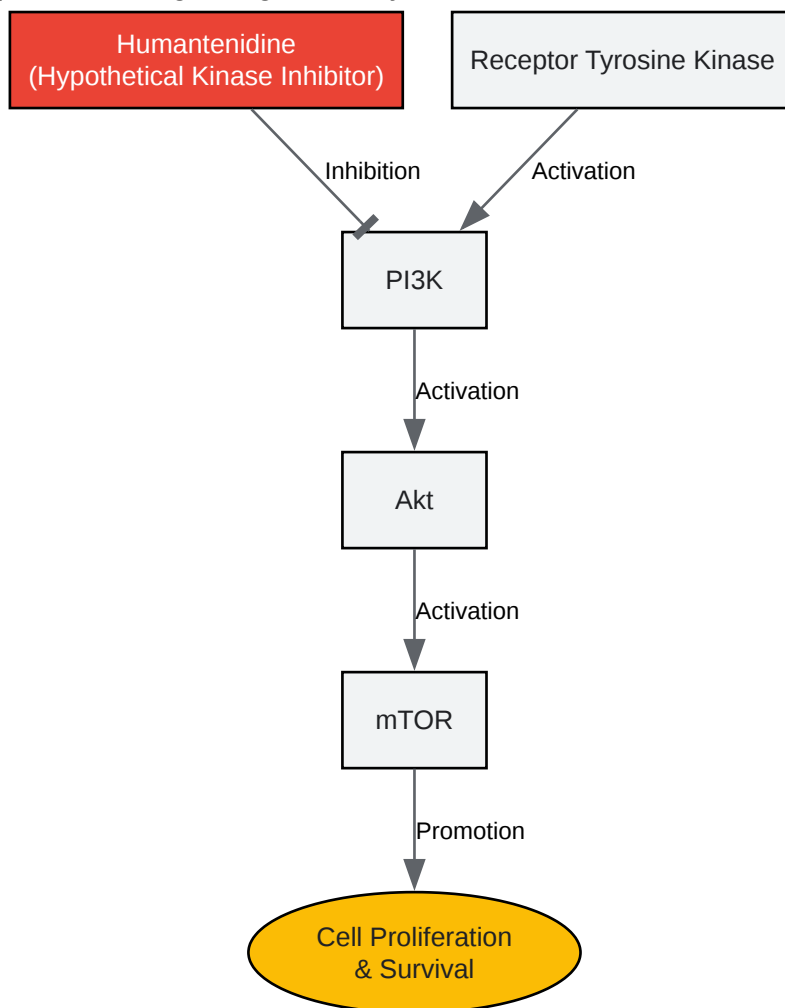 Humantenidine
(Hypothetical Kinase Inhibitor)
Receptor Tyrosine Kinase
Inhibition
Activation
PI3K
Activation
Akt
Activation
mTOR
Promotion
Cell Proliferation
& Survival